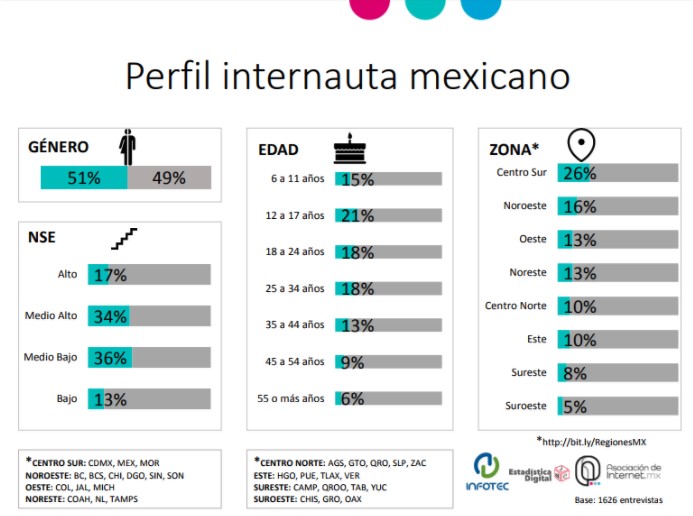 Perfil internauta mexicano
GÉNERO
51% 49%
NSE
Alto 17%
Medio Alto 34%
Medio Bajo 36%
Bajo 13%
EDAD
6 a 11 años 15%
12 a 17 años 21%
18 a 24 años 18%
25 a 34 años 18%
35 a 44 años 13%
45 a 54 años 9%
55 o más años 6%
ZONA*
Centro Sur 26%
Noroeste 16%
Oeste 13%
Noreste 13%
Centro Norte 10%
Este 10%
Sureste 8%
Suroeste 5%
*http://bit.ly/RegionesMX
*CENTRO SUR: CDMX, MEX, MOR
NOROESTE: BC, BCS, CHI, DGO, SIN, SON
OESTE: COL, JAL, MICH
NORESTE: COAH, NL, TAMPS
*CENTRO NORTE: AGS, GTO, QRO, SLP, ZAC
ESTE: HGO, PUE, TLAX, VER
SURESTE: CAMP, QROO, TAB, YUC
SUROESTE: CHIS, GRO, OAX
INFOTEC
Estadística
Digital
Asociación de
Internet.mx
Base: 1626 entrevistas